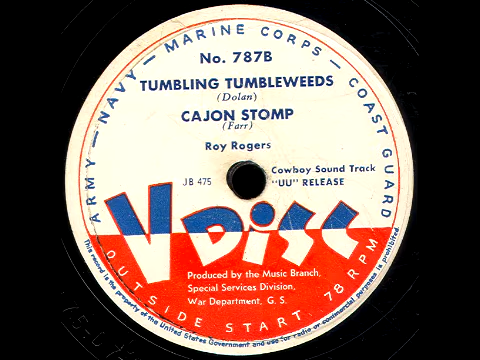 ARMY — NAVY — MARINE CORPS — COAST GUARD
No. 787B
TUMBLING TUMBLEWEEDS
(Dolan)
CAJON STOMP
(Farr)
Roy Rogers
JB 475
Cowboy Sound Track
"UU" RELEASE
V DiSC
Produced by the Music Branch,
Special Services Division,
War Department, G. S.
OUTSIDE START. 78 RPM
This record is the property of the United States Government and use for radio or commercial purposes is prohibited.